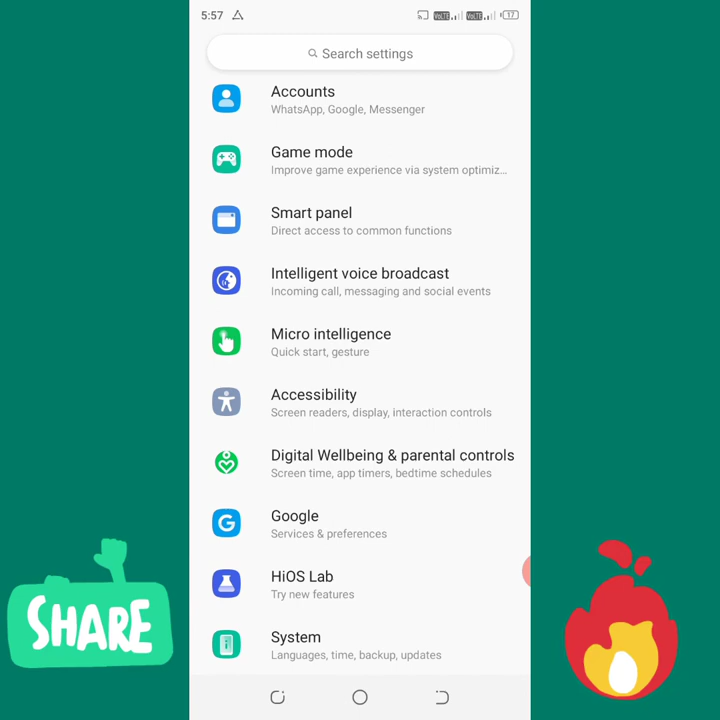 5:57
VoLTE VoLTE 17
Search settings
Accounts
WhatsApp, Google, Messenger
Game mode
Improve game experience via system optimiz...
Smart panel
Direct access to common functions
Intelligent voice broadcast
Incoming call, messaging and social events
Micro intelligence
Quick start, gesture
Accessibility
Screen readers, display, interaction controls
Digital Wellbeing & parental controls
Screen time, app timers, bedtime schedules
Google
Services & preferences
HiOS Lab
Try new features
SHARE
System
Languages, time, backup, updates